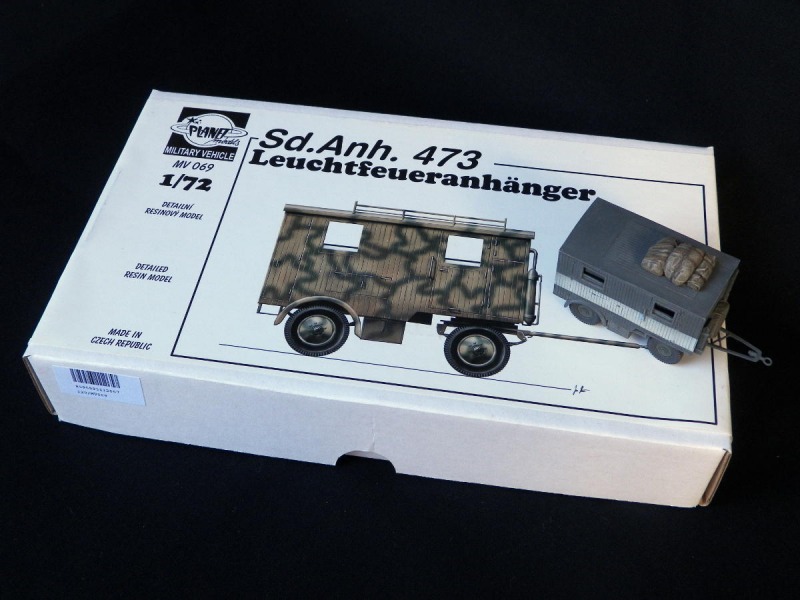 PLANET
models
MILITARY VEHICLE
MV 069
1/72
DETAILNÍ
RESINOVÝ MODEL
DETAILED
RESIN MODEL
MADE IN
CZECH REPUBLIC
Sd.Anh. 473
Leuchtfeueranhänger